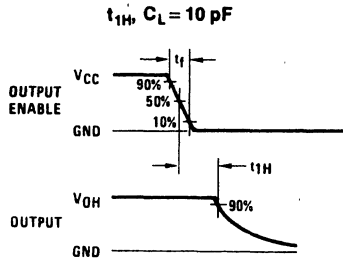 t1H, CL = 10 pF
tf
VCC
90%
OUTPUT ENABLE
50%
10%
GND
t1H
VOH
90%
OUTPUT
GND